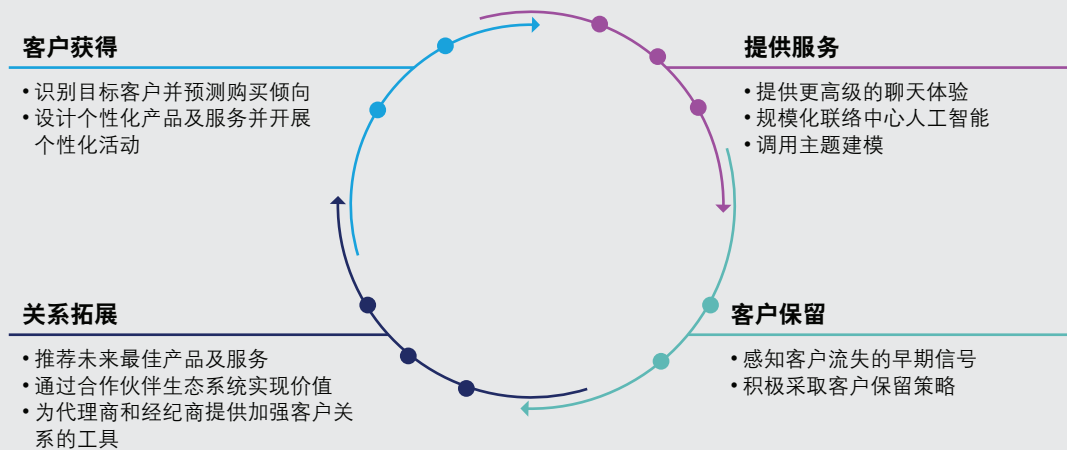 客户获得
• 识别目标客户并预测购买倾向
• 设计个性化产品及服务并开展
个性化活动
提供服务
• 提供更高级的聊天体验
• 规模化联络中心人工智能
• 调用主题建模
关系拓展
• 推荐未来最佳产品及服务
• 通过合作伙伴生态系统实现价值
• 为代理商和经纪商提供加强客户关
系的工具
客户保留
• 感知客户流失的早期信号
• 积极采取客户保留策略